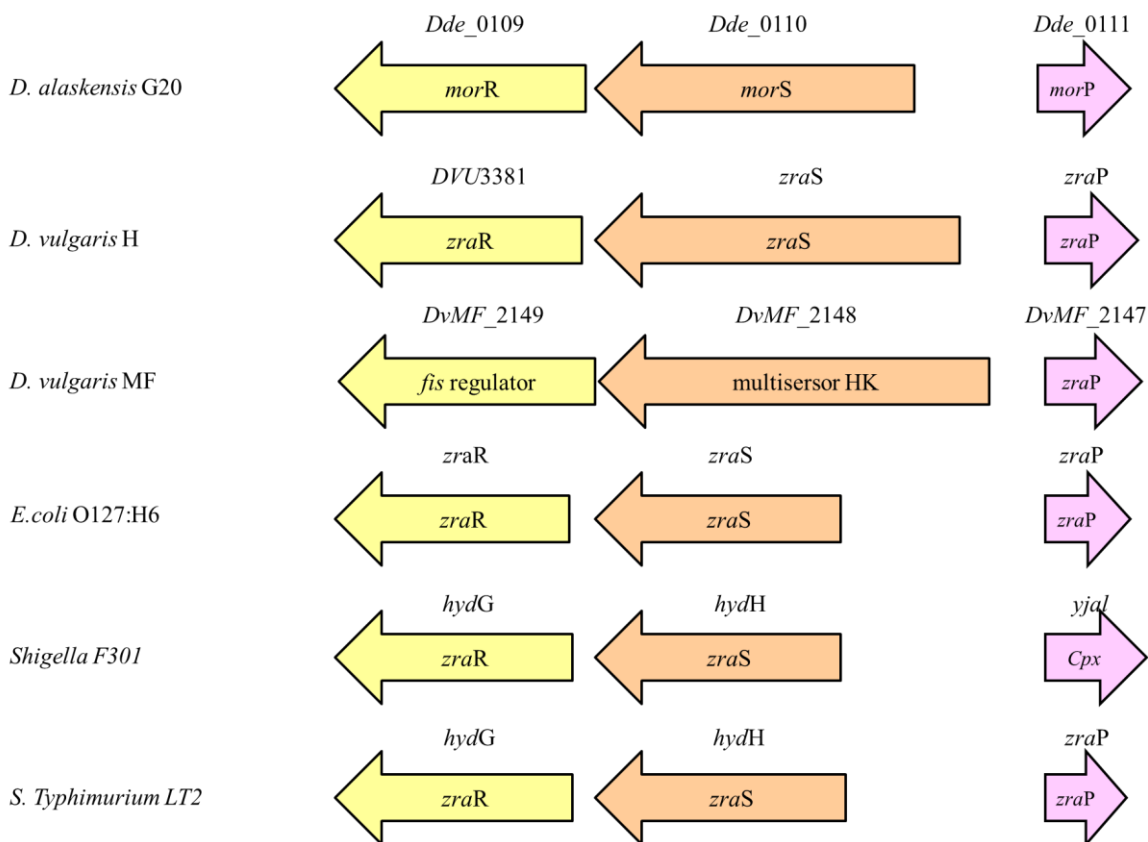 Dde_0109 Dde_0110 Dde_0111
D. alaskensis G20 morR morS morP
DVU3381 zraS zraP
D. vulgaris H zraR zraS zraP
DvMF_2149 DvMF_2148 DvMF_2147
D. vulgaris MF fis regulator multisersor HK zraP
zraR zraS zraP
E.coli O127:H6 zraR zraS zraP
hydG hydH yjal
Shigella F301 zraR zraS Cpx
hydG hydH zraP
S. Typhimurium LT2 zraR zraS zraP